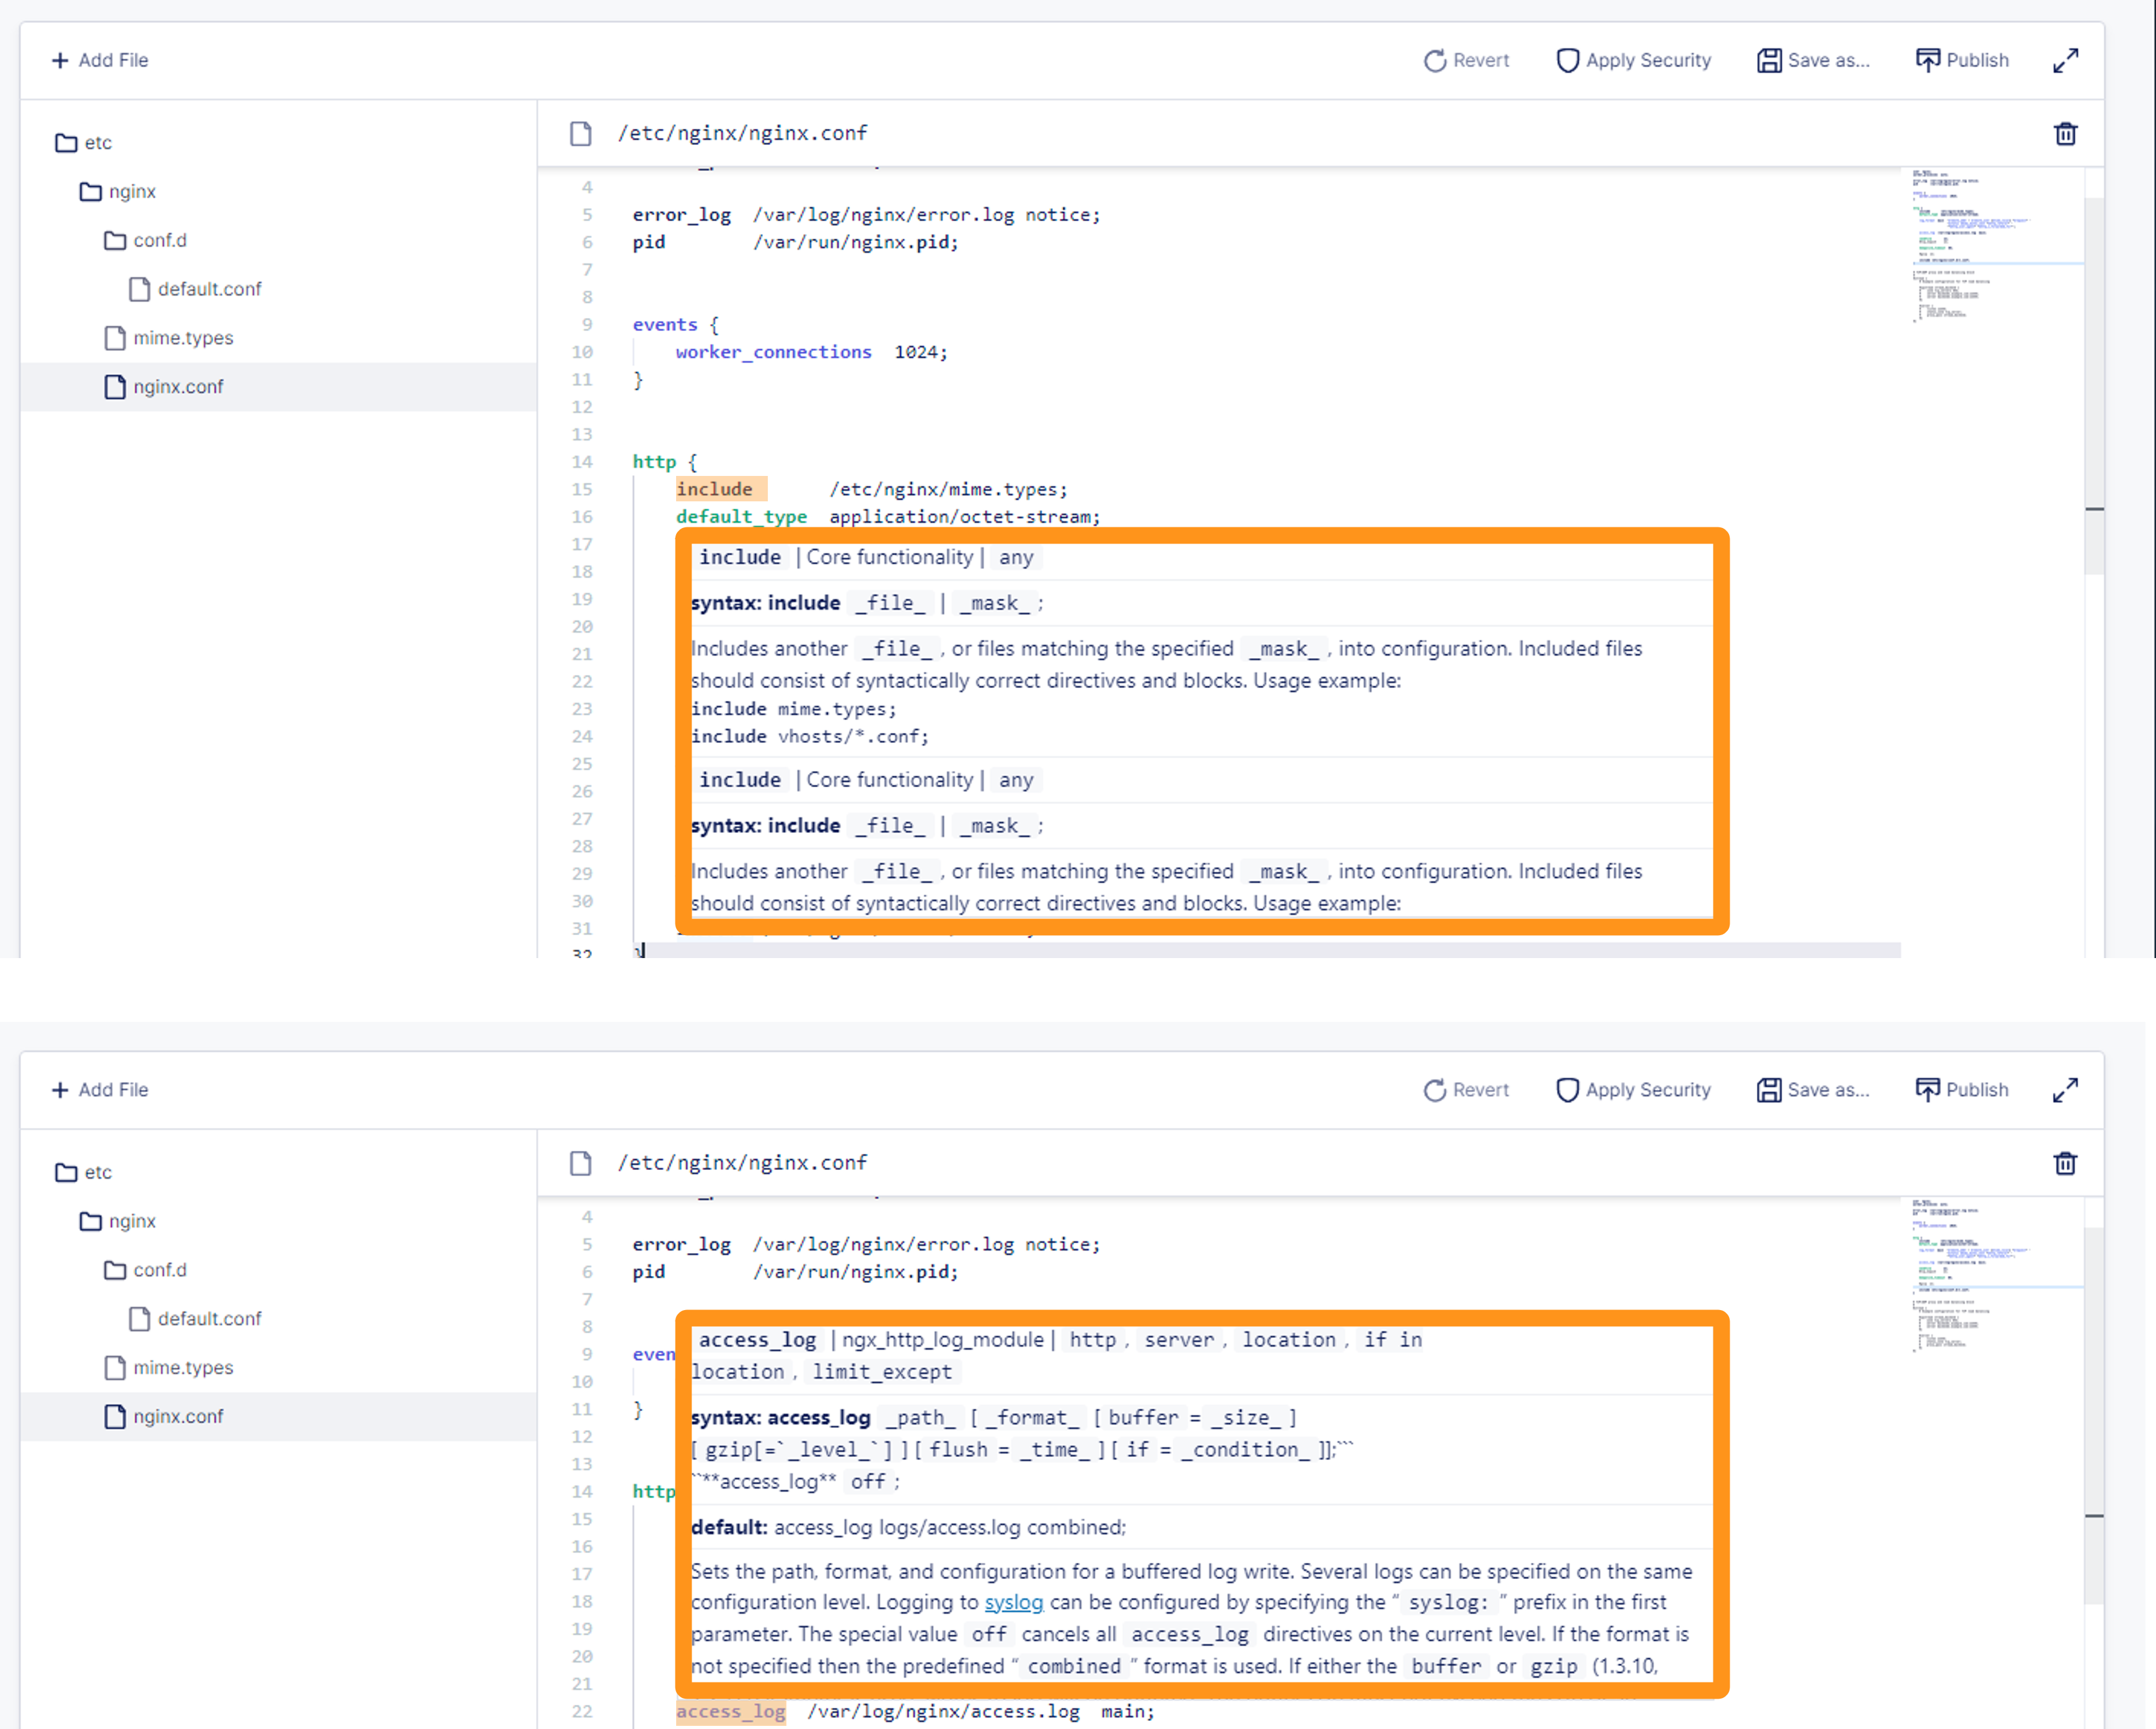 Add File
Revert Apply Security Save as... Publish
etc
nginx
conf.d
default.conf
mime.types
nginx.conf
/etc/nginx/nginx.conf
4
5 error_log /var/log/nginx/error.log notice;
6 pid /var/run/nginx.pid;
7
8
9 events {
10 worker_connections 1024;
11 }
12
13
14 http {
15 include /etc/nginx/mime.types;
16 default_type application/octet-stream;
17
18
19
20
21
22
23
24
25
26
27
28
29
30
31
32 }
include | Core functionality | any
syntax: include _file_ | _mask_ ;
Includes another _file_ , or files matching the specified _mask_ , into configuration. Included files
should consist of syntactically correct directives and blocks. Usage example:
include mime.types;
include vhosts/*.conf;
include | Core functionality | any
syntax: include _file_ | _mask_ ;
Includes another _file_ , or files matching the specified _mask_ , into configuration. Included files
should consist of syntactically correct directives and blocks. Usage example:
Add File
Revert Apply Security Save as... Publish
etc
nginx
conf.d
default.conf
mime.types
nginx.conf
/etc/nginx/nginx.conf
4
5 error_log /var/log/nginx/error.log notice;
6 pid /var/run/nginx.pid;
7
8
9 even
10
11 }
12
13
14 http
15
16
17
18
19
20
21
access_log | ngx_http_log_module | http , server , location , if in
location , limit_except
syntax: access_log _path_ [ _format_ [ buffer = _size_ ]
[ gzip[=`_level_`] ] [ flush = _time_ ] [ if = _condition_ ]];```
``**access_log** off ;
default: access_log logs/access.log combined;
Sets the path, format, and configuration for a buffered log write. Several logs can be specified on the same
configuration level. Logging to syslog can be configured by specifying the “ syslog: ” prefix in the first
parameter. The special value off cancels all access_log directives on the current level. If the format is
not specified then the predefined “ combined ” format is used. If either the buffer or gzip (1.3.10,
22 access_log /var/log/nginx/access.log main;